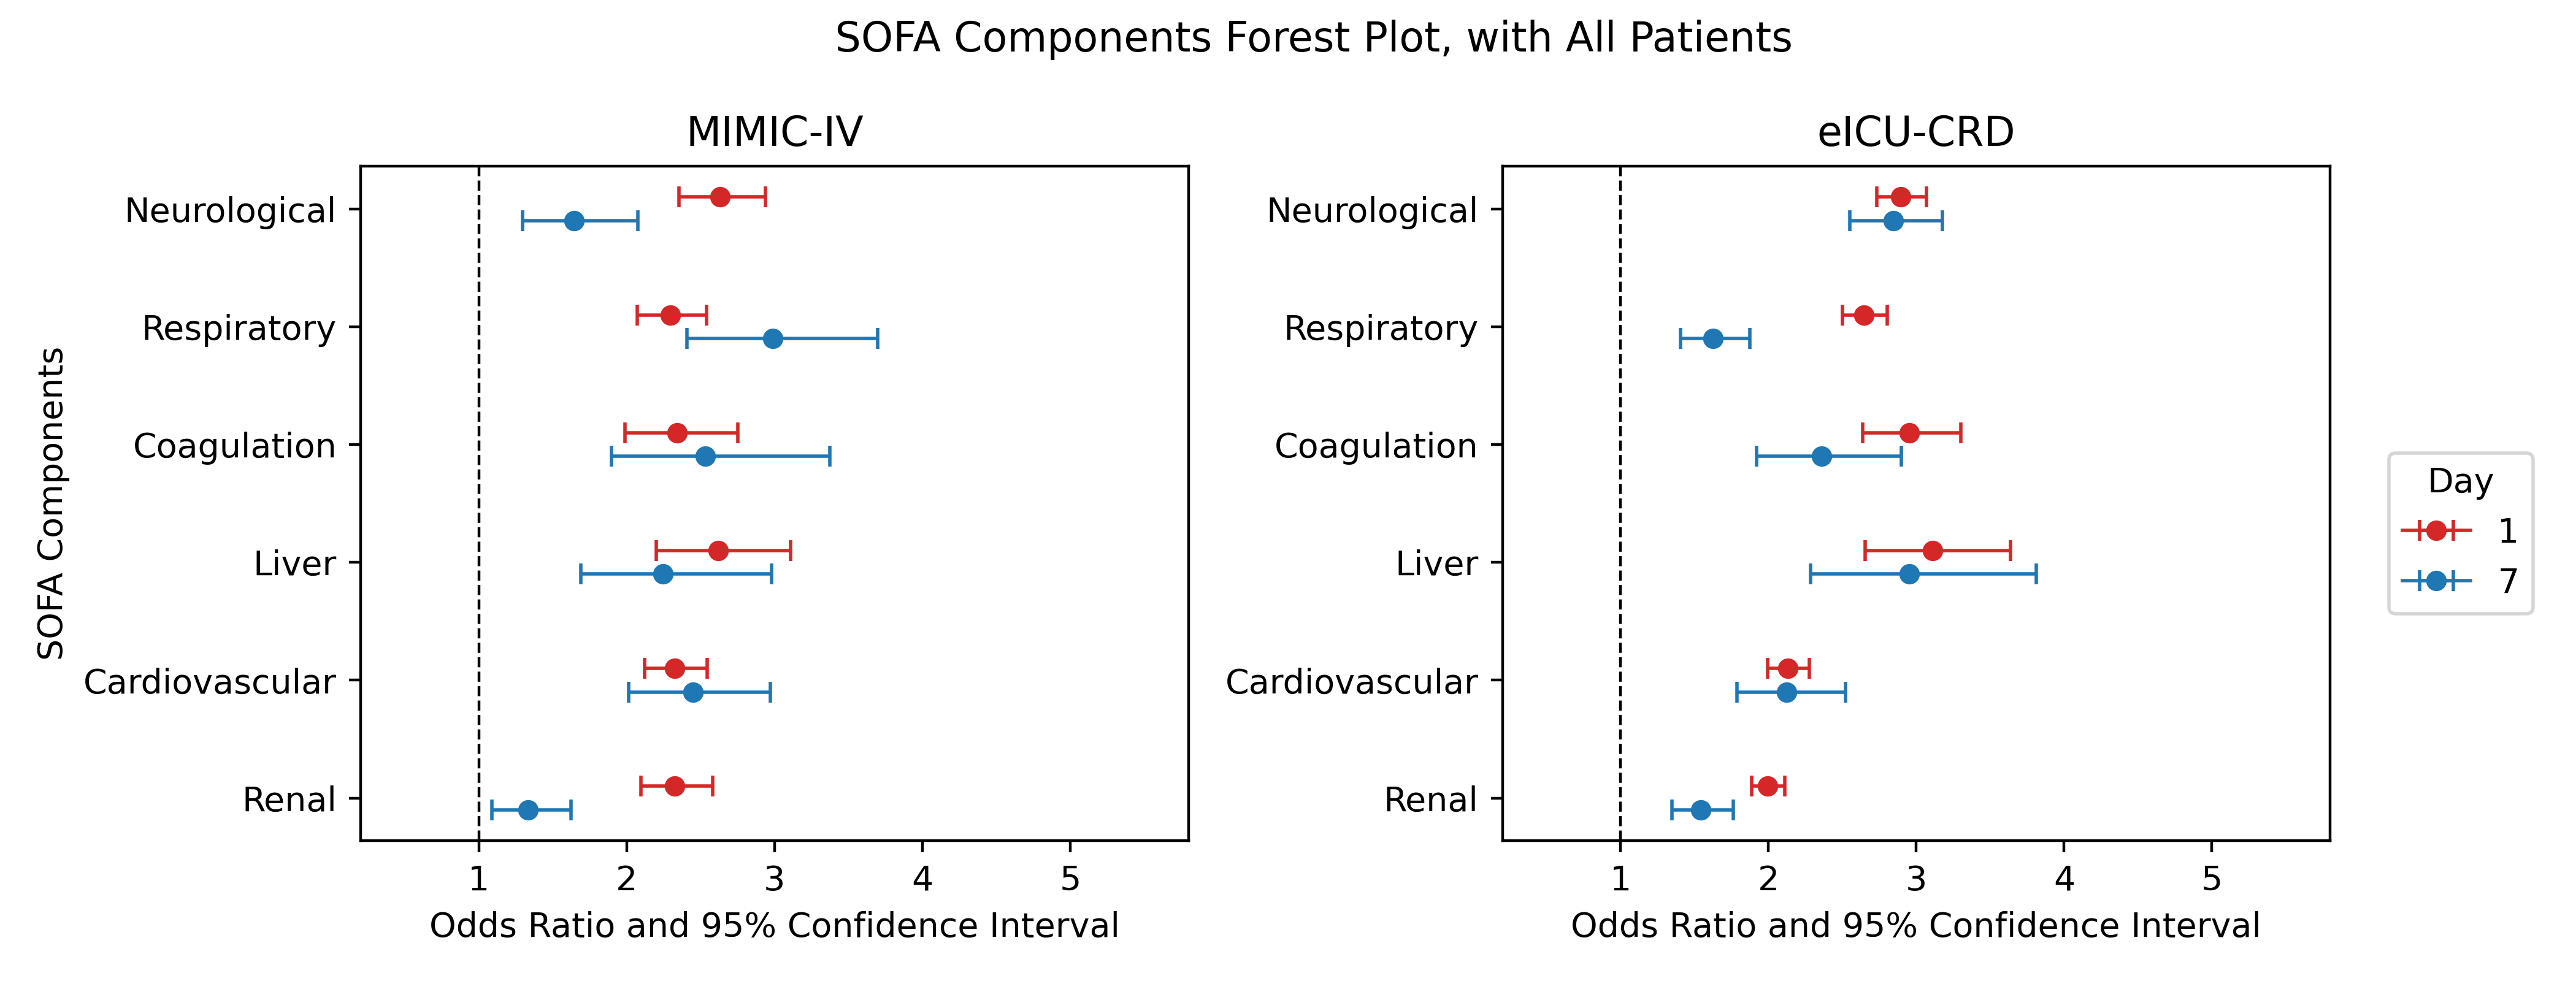 SOFA Components Forest Plot, with All Patients
MIMIC-IV
SOFA Components
Neurological
Respiratory
Coagulation
Liver
Cardiovascular
Renal
1 2 3 4 5
Odds Ratio and 95% Confidence Interval
eICU-CRD
Neurological
Respiratory
Coagulation
Liver
Cardiovascular
Renal
1 2 3 4 5
Odds Ratio and 95% Confidence Interval
Day
1
7